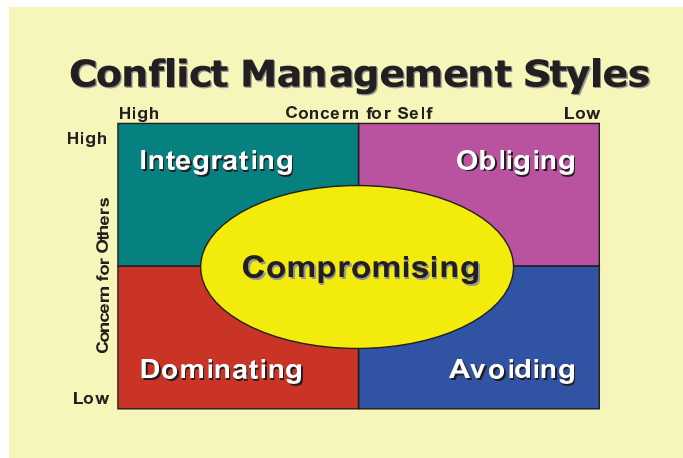 Conflict Management Styles
High Concern for Self Low
High
Integrating Obliging
Concern for Others
Compromising
Dominating Avoiding
Low